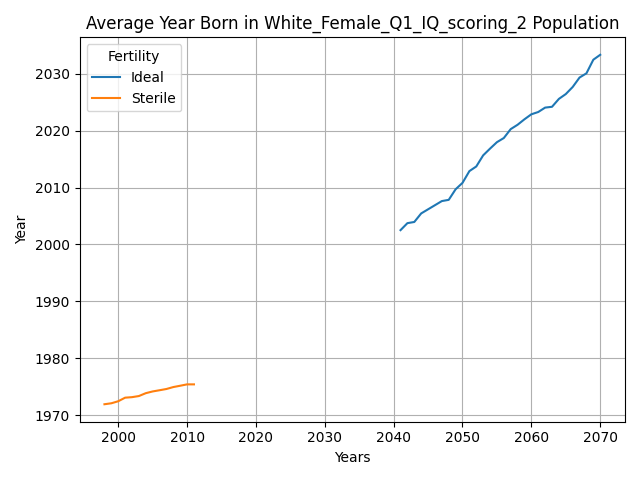 Average Year Born in White_Female_Q1_IQ_scoring_2 Population
Fertility
Ideal
Sterile
Year
2030
2020
2010
2000
1990
1980
1970
2000 2010 2020 2030 2040 2050 2060 2070
Years